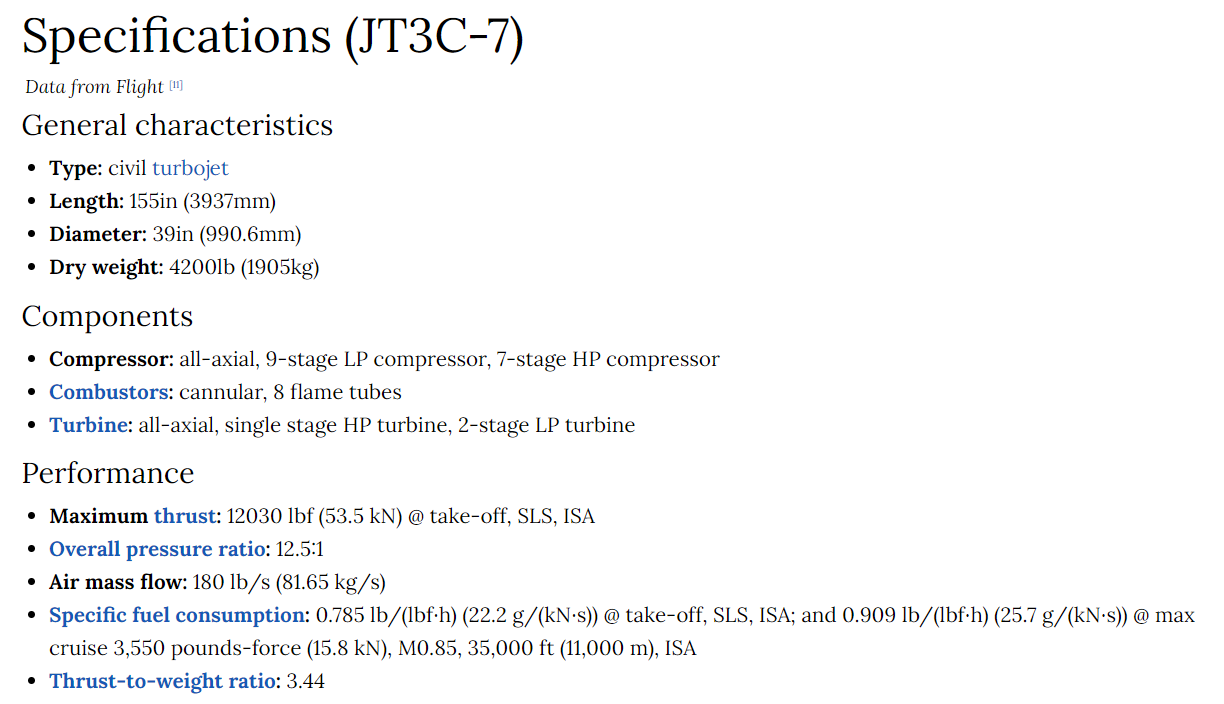 Specifications (JT3C-7)
Data from Flight [11]
General characteristics
• Type: civil turbojet
• Length: 155in (3937mm)
• Diameter: 39in (990.6mm)
• Dry weight: 4200lb (1905kg)
Components
• Compressor: all-axial, 9-stage LP compressor, 7-stage HP compressor
• Combustors: cannular, 8 flame tubes
• Turbine: all-axial, single stage HP turbine, 2-stage LP turbine
Performance
• Maximum thrust: 12030 lbf (53.5 kN) @ take-off, SLS, ISA
• Overall pressure ratio: 12.5:1
• Air mass flow: 180 lb/s (81.65 kg/s)
• Specific fuel consumption: 0.785 lb/(lbf·h) (22.2 g/(kN·s)) @ take-off, SLS, ISA; and 0.909 lb/(lbf·h) (25.7 g/(kN·s)) @ max
cruise 3,550 pounds-force (15.8 kN), M0.85, 35,000 ft (11,000 m), ISA
• Thrust-to-weight ratio: 3.44